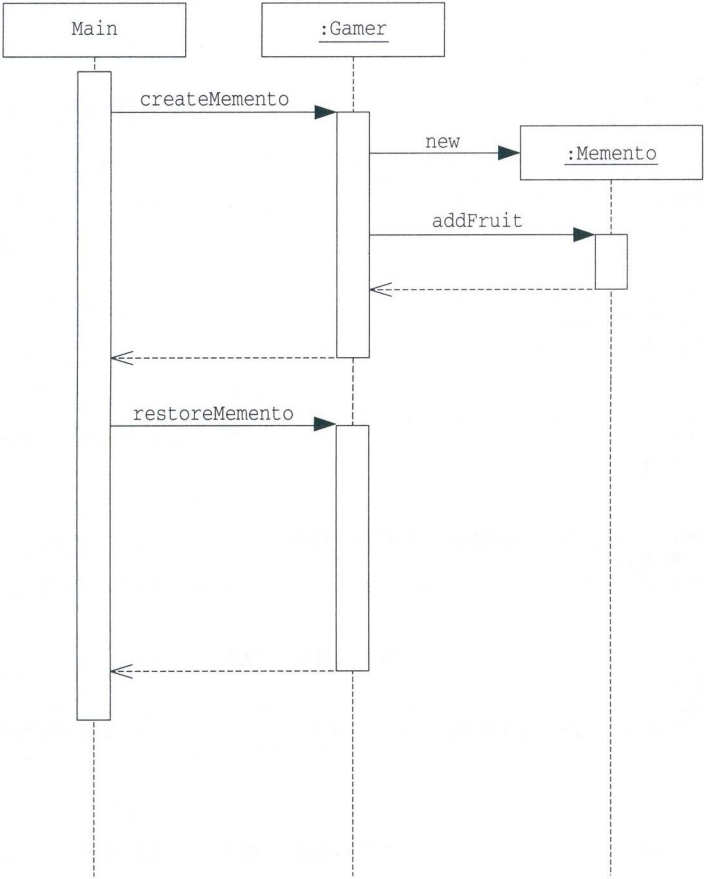 Main
:Gamer
createMemento
new
:Memento
addFruit
restoreMemento